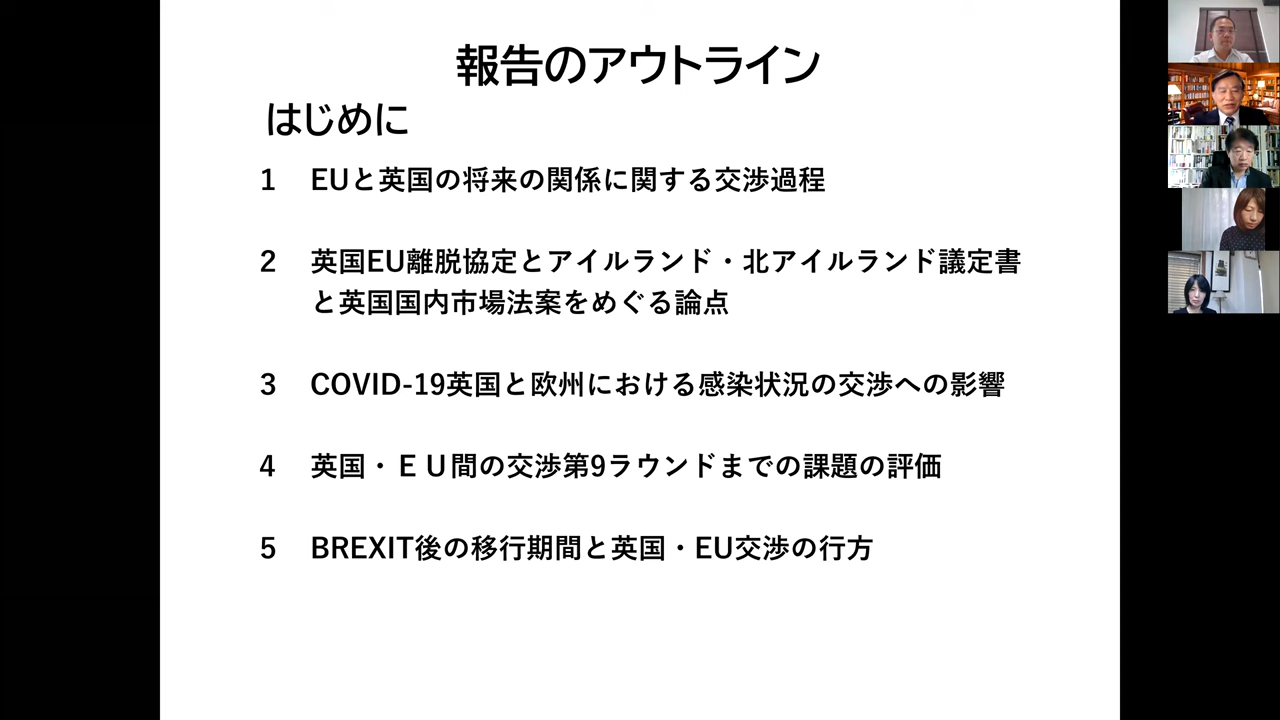 報告のアウトライン
はじめに
1 EUと英国の将来の関係に関する交渉過程
2 英国EU離脱協定とアイルランド・北アイルランド議定書
と英国国内市場法案をめぐる論点
3 COVID-19英国と欧州における感染状況の交渉への影響
4 英国・ＥＵ間の交渉第9ラウンドまでの課題の評価
5 BREXIT後の移行期間と英国・EU交渉の行方